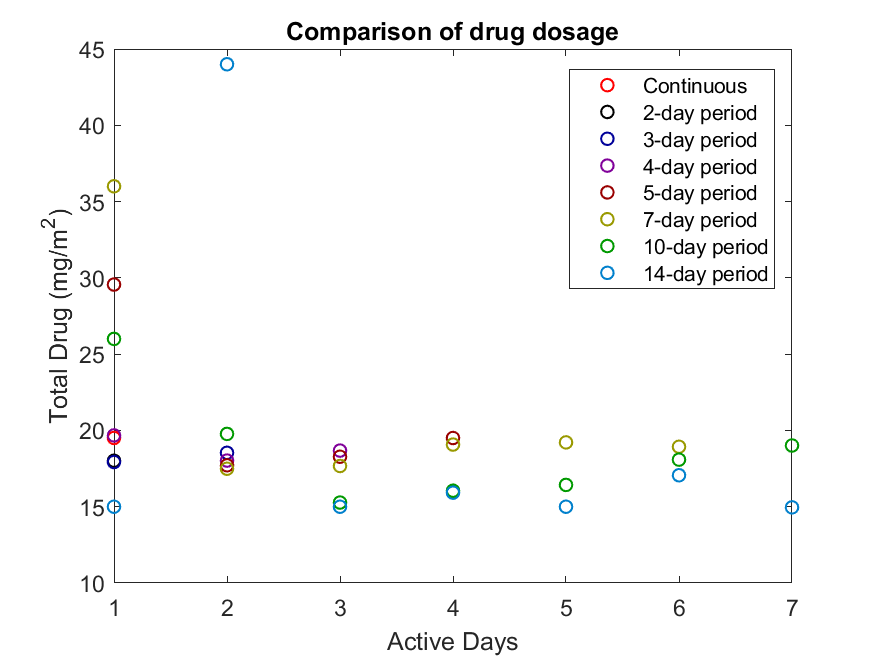 Comparison of drug dosage
45
40
35
30
25
20
15
10
Total Drug (mg/m²)
1 2 3 4 5 6 7
Active Days
Continuous
2-day period
3-day period
4-day period
5-day period
7-day period
10-day period
14-day period